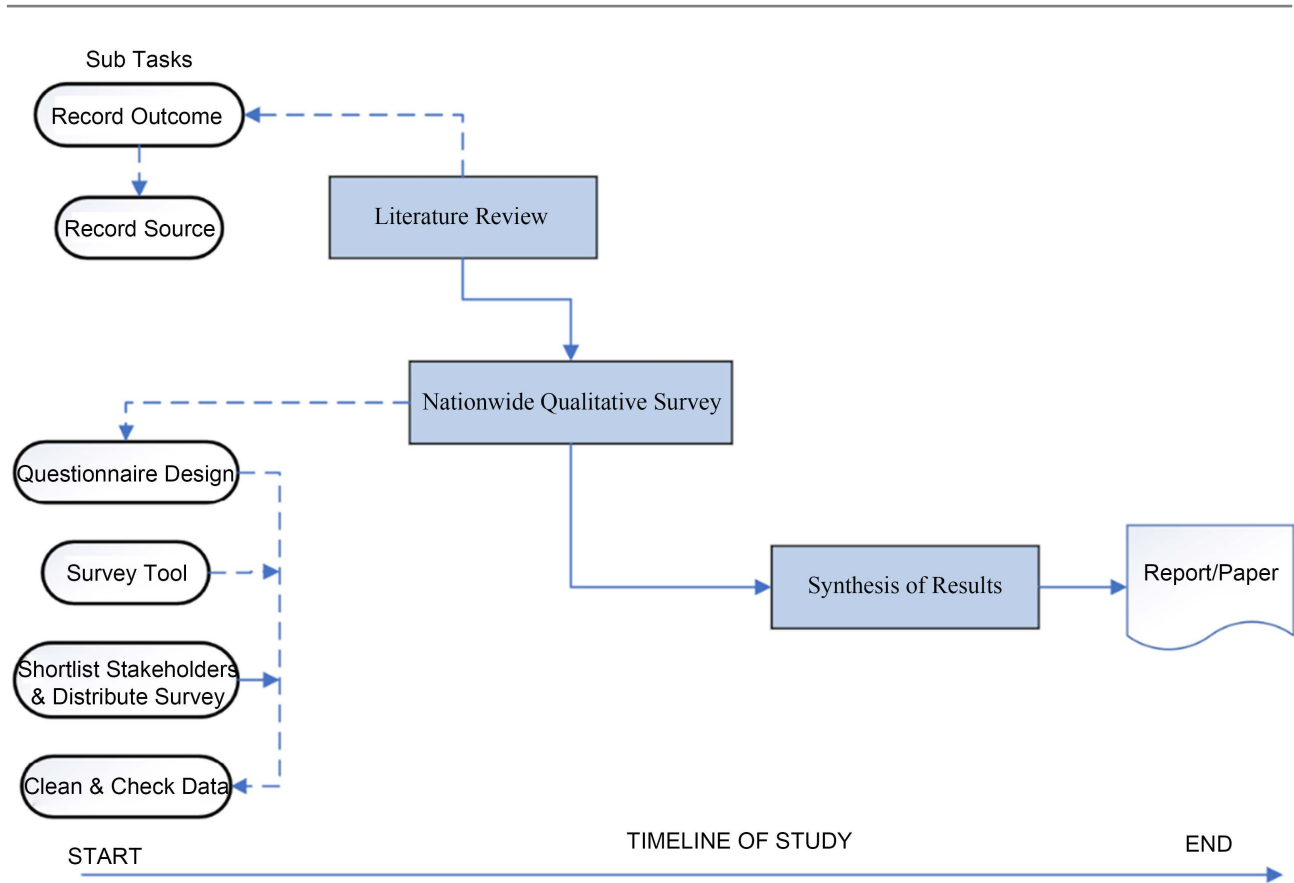 Sub Tasks
Record Outcome
Record Source
Literature Review
Nationwide Qualitative Survey
Questionnaire Design
Survey Tool
Shortlist Stakeholders
& Distribute Survey
Clean & Check Data
Synthesis of Results
Report/Paper
START
TIMELINE OF STUDY
END